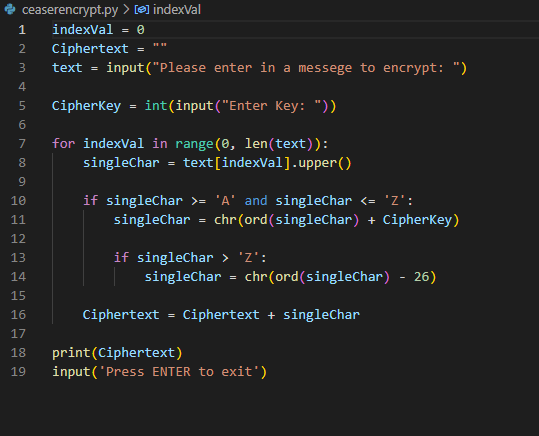 ceaserencrypt.py > indexVal
1 indexVal = 0
2 Ciphertext = ""
3 text = input("Please enter in a messege to encrypt: ")
4
5 CipherKey = int(input("Enter Key: "))
6
7 for indexVal in range(0, len(text)):
8     singleChar = text[indexVal].upper()
9
10     if singleChar >= 'A' and singleChar <= 'Z':
11         singleChar = chr(ord(singleChar) + CipherKey)
12
13         if singleChar > 'Z':
14             singleChar = chr(ord(singleChar) - 26)
15
16     Ciphertext = Ciphertext + singleChar
17
18 print(Ciphertext)
19 input('Press ENTER to exit')